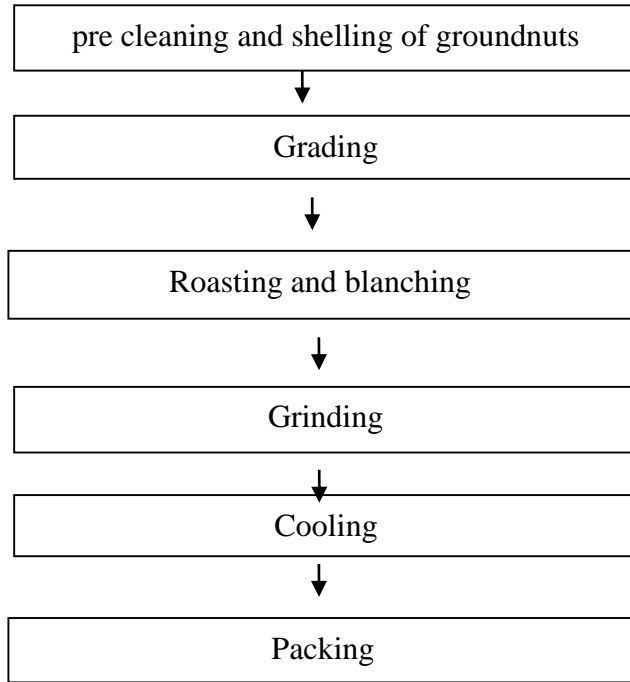 pre cleaning and shelling of groundnuts
Grading
Roasting and blanching
Grinding
Cooling
Packing